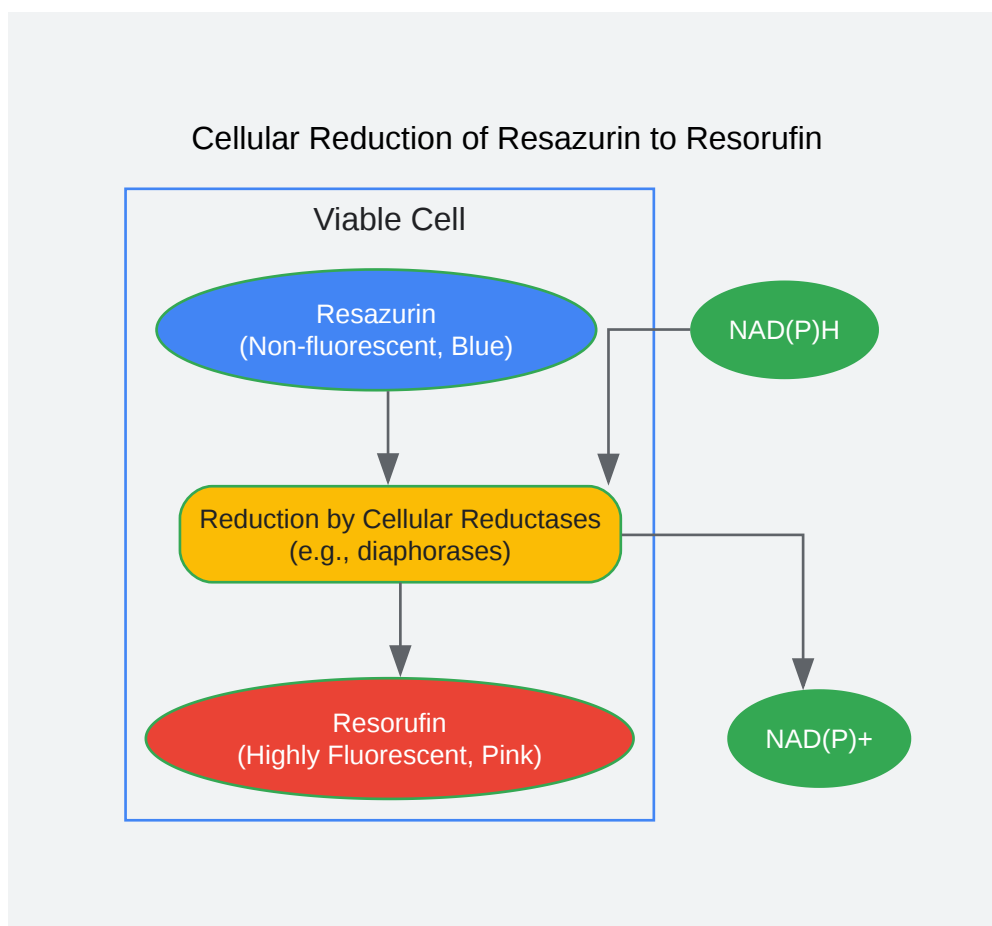 Cellular Reduction of Resazurin to Resorufin
Viable Cell
Resazurin
(Non-fluorescent, Blue)
NAD(P)H
Reduction by Cellular Reductases
(e.g., diaphorases)
Resorufin
(Highly Fluorescent, Pink)
NAD(P)+